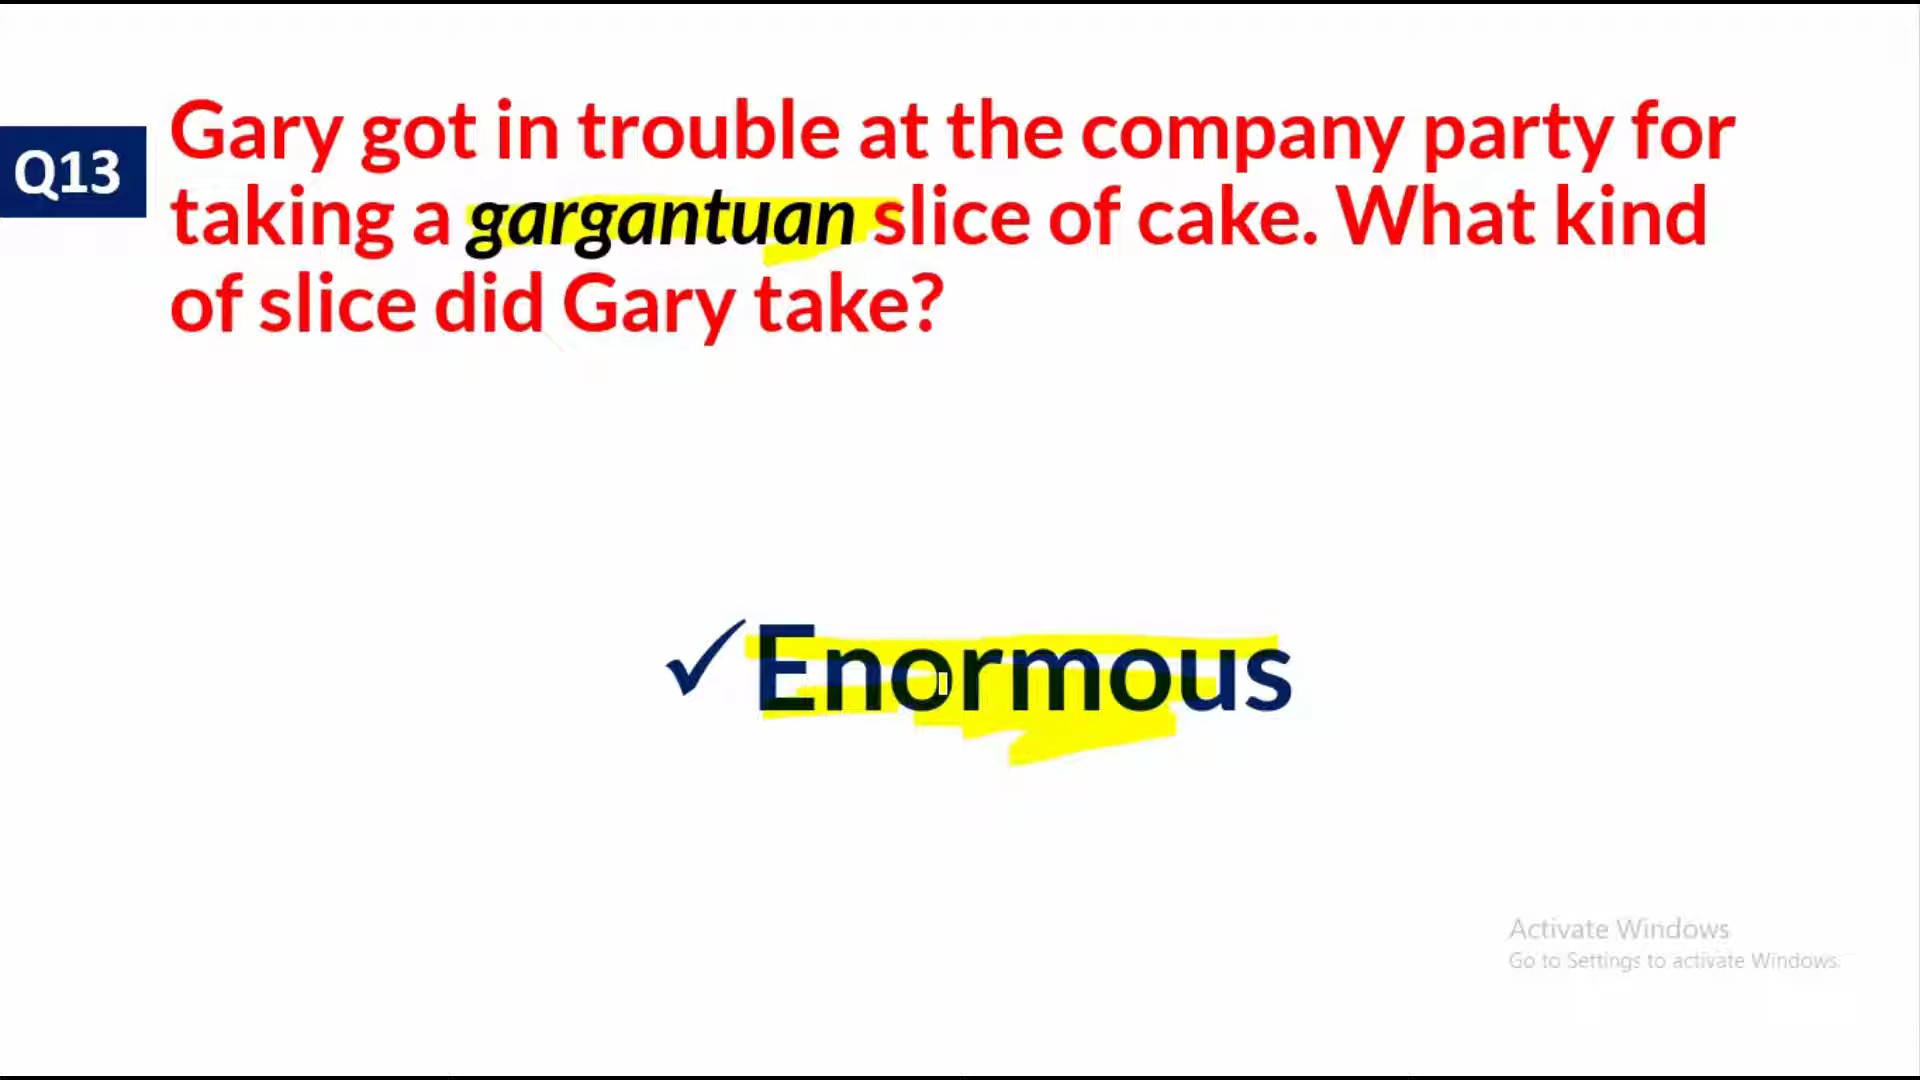 Q13
Gary got in trouble at the company party for
taking a gargantuan slice of cake. What kind
of slice did Gary take?
✓Enormous
Activate Windows
Go to Settings to activate Windows.